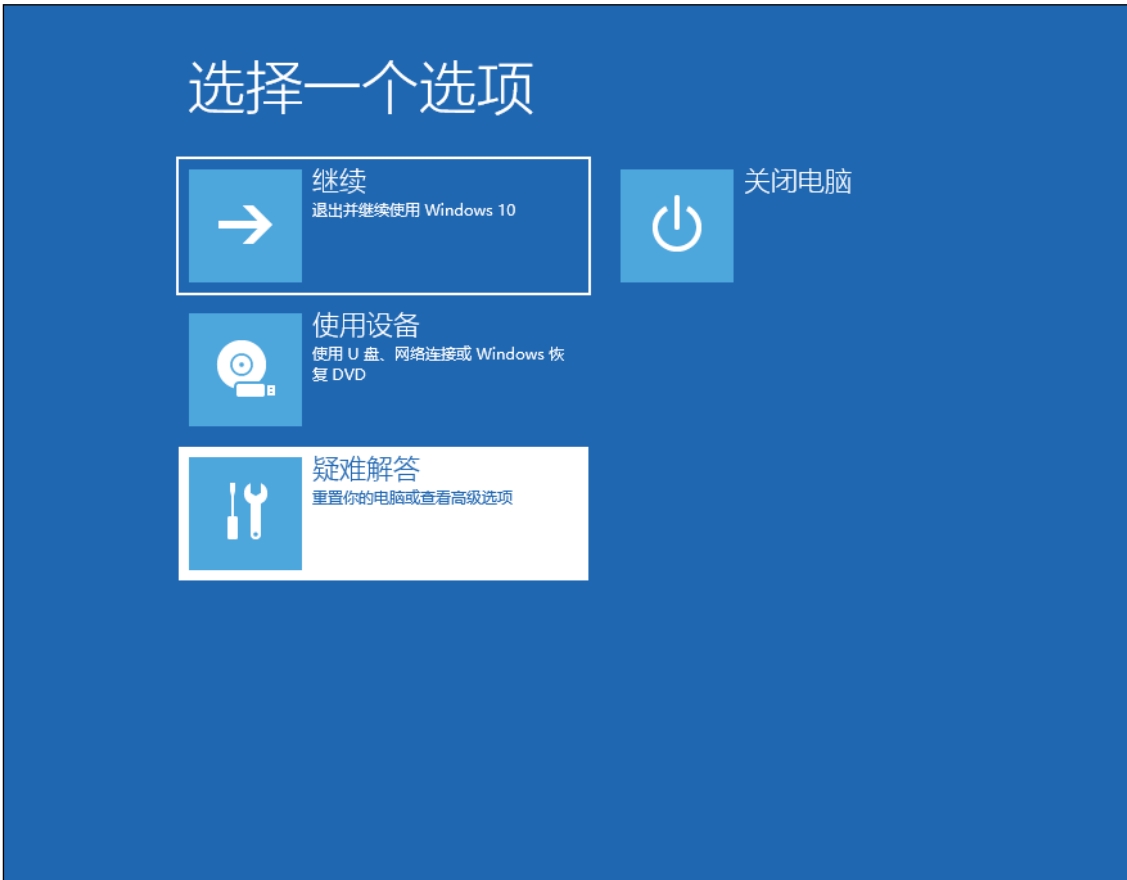 选择一个选项
继续
退出并继续使用 Windows 10
关闭电脑
使用设备
使用 U 盘、网络连接或 Windows 恢
复 DVD
疑难解答
重置你的电脑或查看高级选项